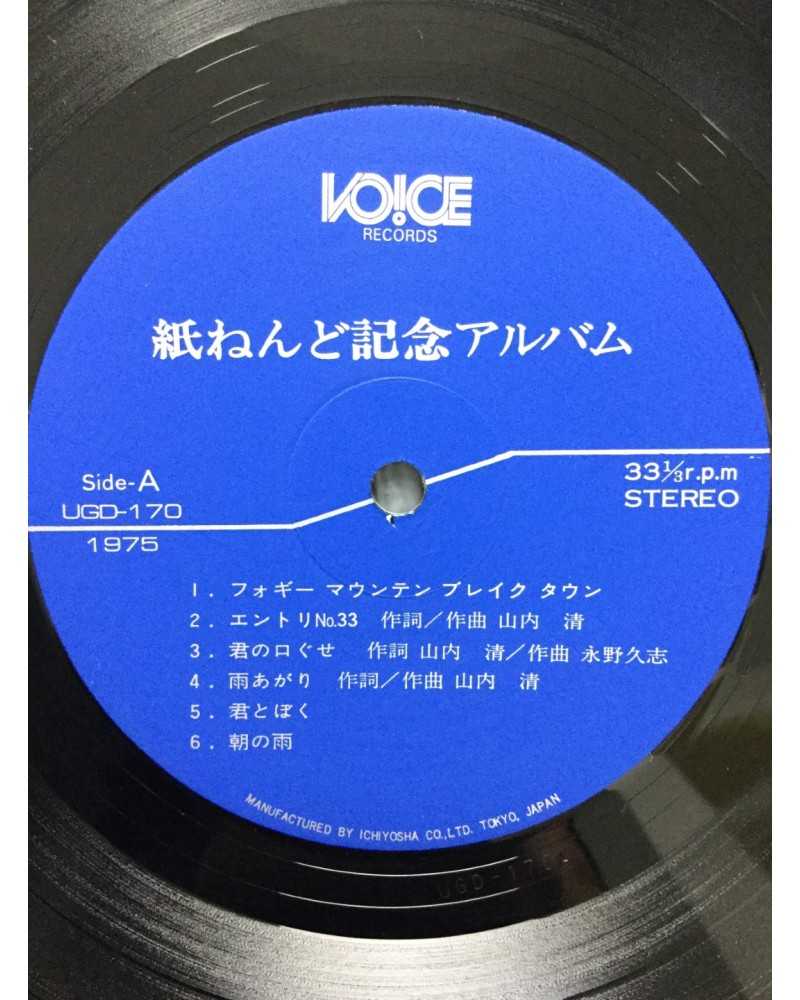 VO!CE
RECORDS
紙ねんど記念アルバム
Side-A
UGD-170
1975
33⅓r.p.m
STEREO
1. フォギー マウンテン ブレイク タウン
2. エントリNo.33 作詞/作曲 山内 清
3. 君の口ぐせ 作詞 山内 清/作曲 永野久志
4. 雨あがり 作詞/作曲 山内 清
5. 君とぼく
6. 朝の雨
MANUFACTURED BY ICHIYOSHA CO.,LTD. TOKYO, JAPAN